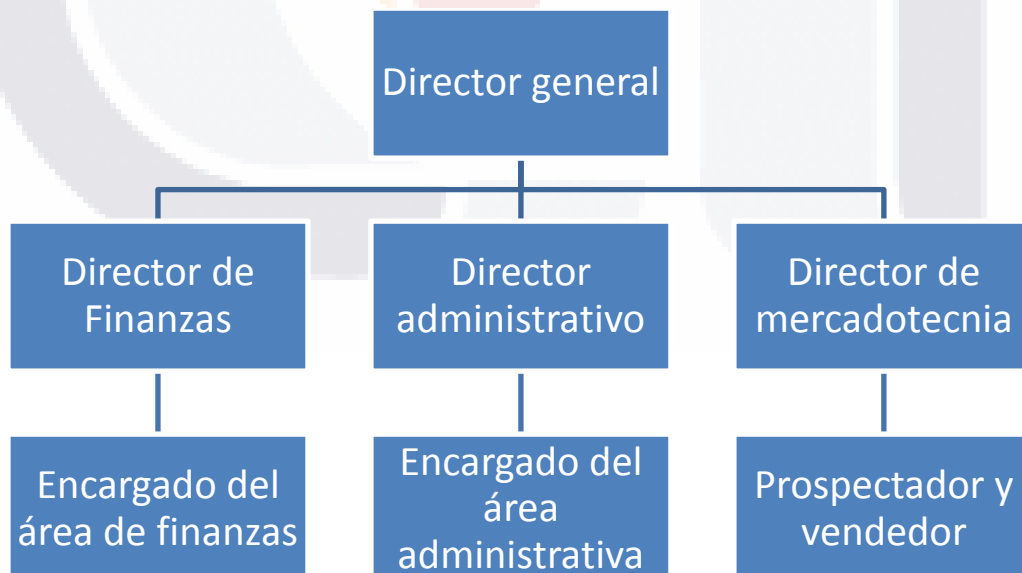 Director general
Director de
Finanzas
Director
administrativo
Director de
mercadotecnia
Encargado del
área de finanzas
Encargado del
área
administrativa
Prospectador y
vendedor